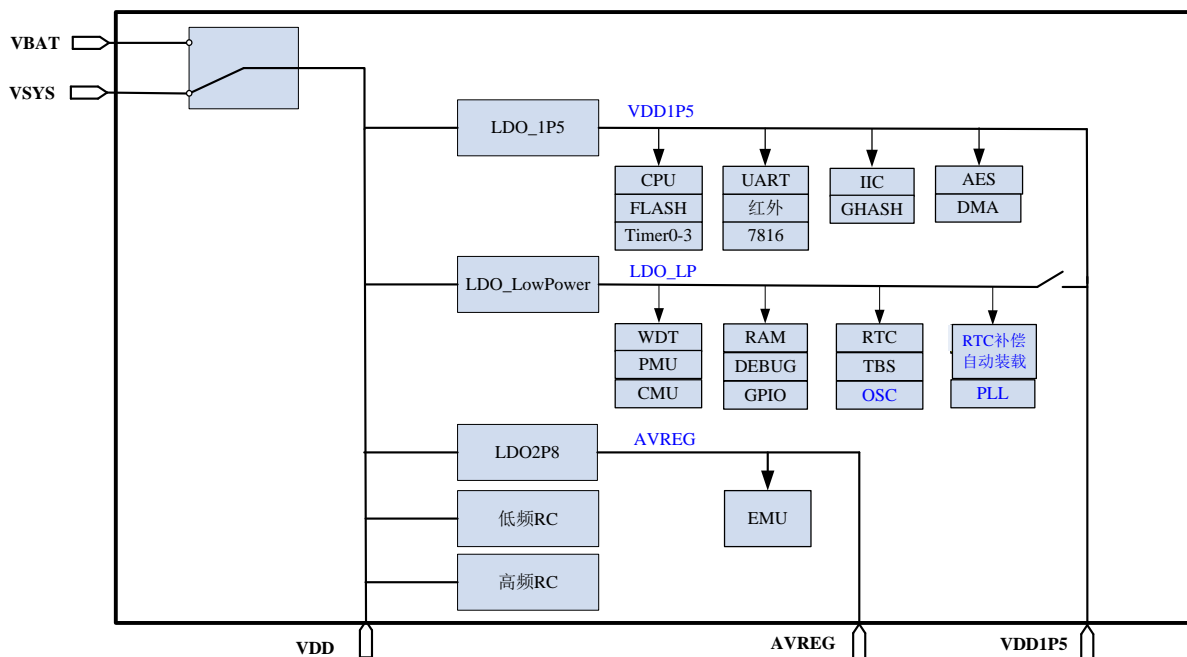 VBAT
VSYS
LDO_1P5
VDD1P5
CPU
FLASH
Timer0-3
UART
红外
7816
IIC
GHASH
AES
DMA
LDO_LowPower
LDO_LP
WDT
PMU
CMU
RAM
DEBUG
GPIO
RTC
TBS
OSC
RTC补偿
自动装载
PLL
LDO2P8
AVREG
EMU
低频RC
高频RC
VDD
AVREG
VDD1P5